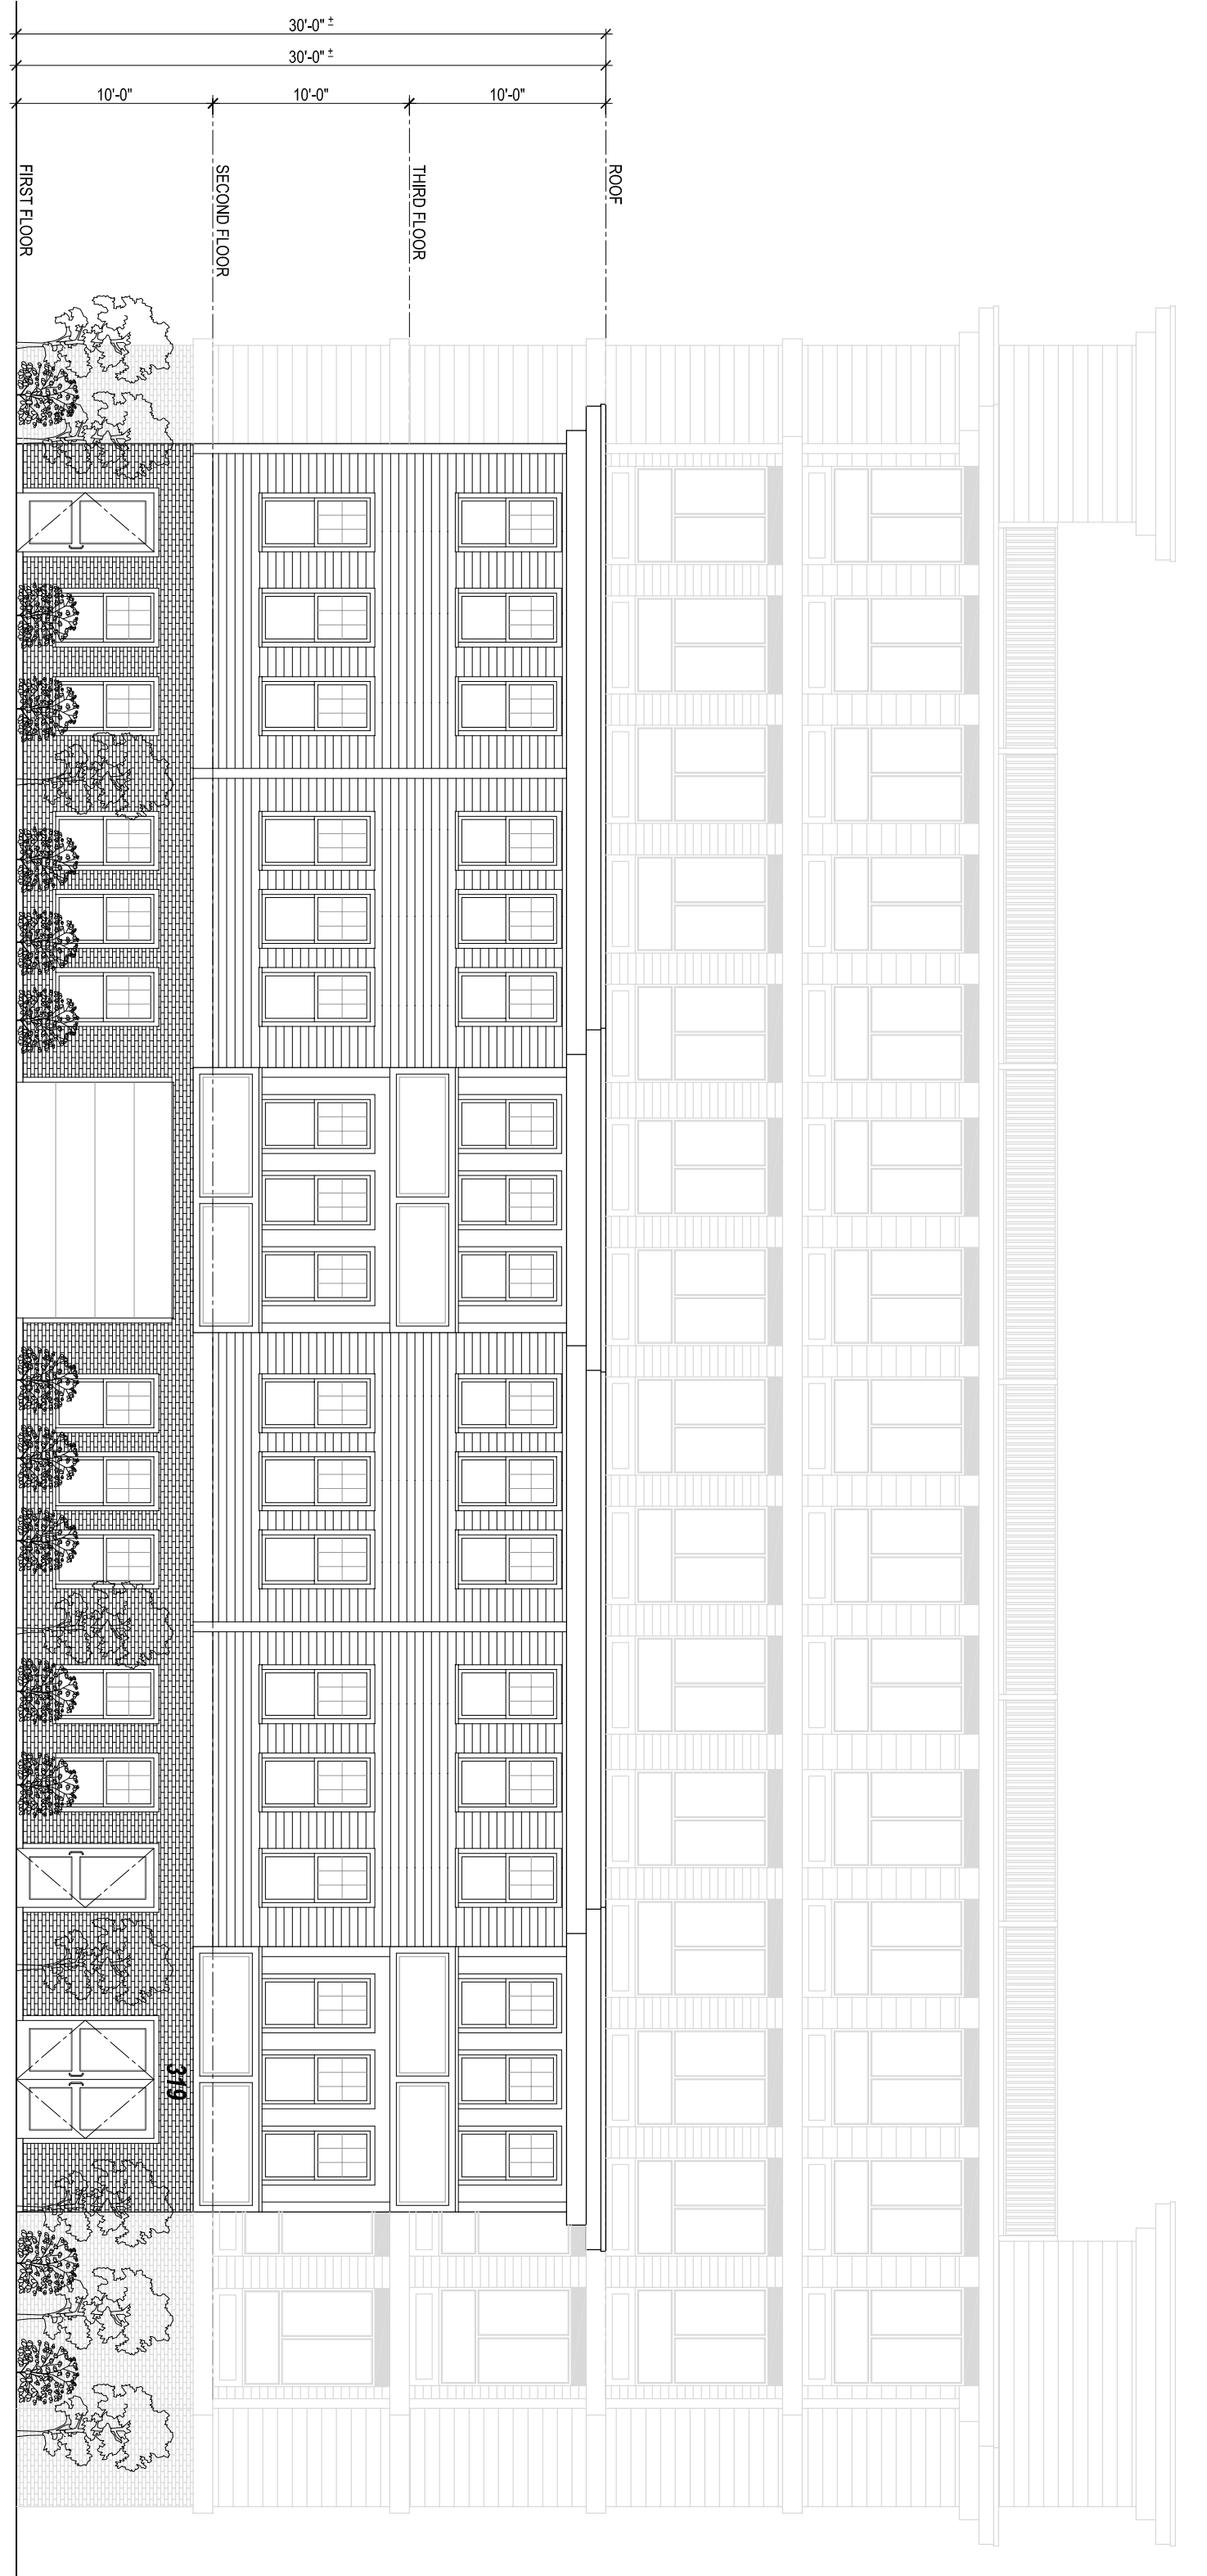 30'-0" ±
30'-0" ±
10'-0"
10'-0"
10'-0"
FIRST FLOOR
SECOND FLOOR
THIRD FLOOR
ROOF
319